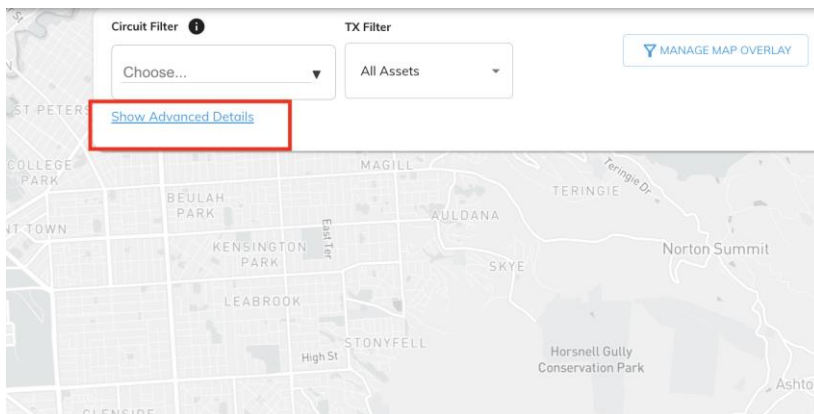 Circuit Filter
TX Filter
Choose...
All Assets
MANAGE MAP OVERLAY
Show Advanced Details
ST PETERS
COLLEGE
PARK
MAGILL
Teringie Dr
TERINGIE
BEULAH
PARK
AULDANA
East Ter
KENSINGTON
PARK
SKYE
Norton Summit
LEABROOK
STONYFELL
High St
Horsnell Gully
Conservation Park